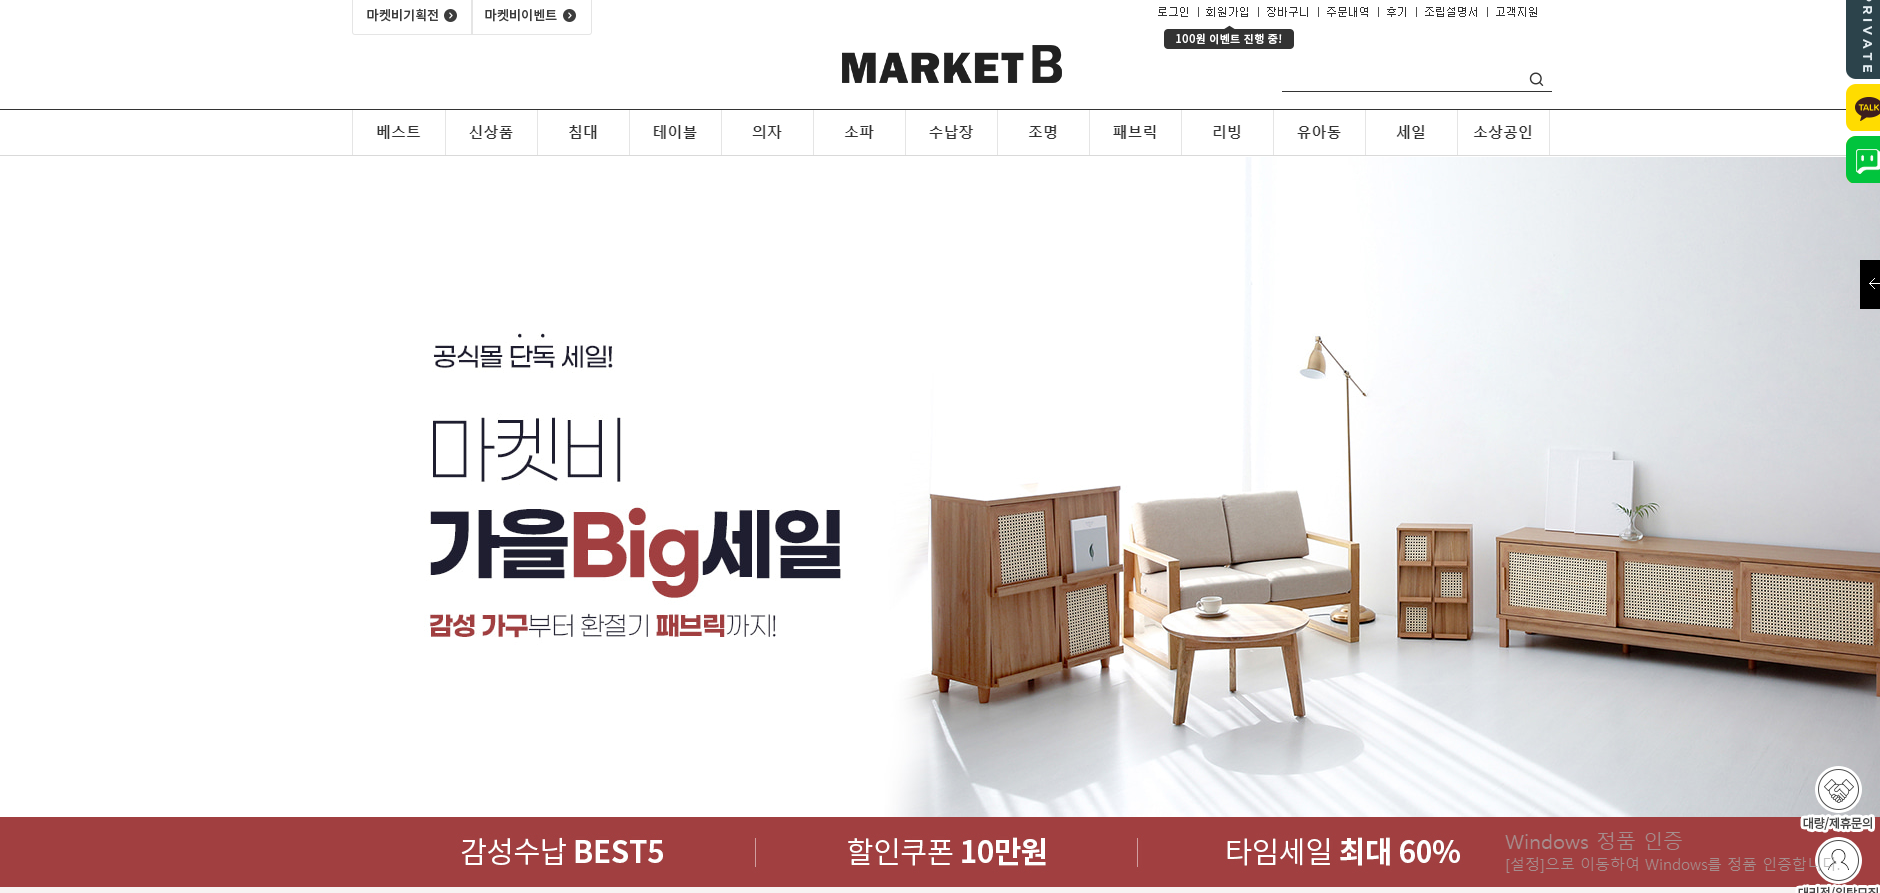 마켓비기획전
마켓비이벤트
로그인 | 회원가입 | 장바구니 | 주문내역 | 후기 | 조립설명서 | 고객지원
100원 이벤트 진행 중!
MARKET B
PRIVATE
TALK
베스트 신상품 침대 테이블 의자 소파 수납장 조명 패브릭 리빙 유아동 세일 소상공인
공식몰 단독 세일!
마켓비
가을Big세일
감성 가구부터 환절기 패브릭까지!
감성수납 BEST5
할인쿠폰 10만원
타임세일 최대 60%
Windows 정품 인증
[설정]으로 이동하여 Windows를 정품 인증합니다.
대량/제휴문의